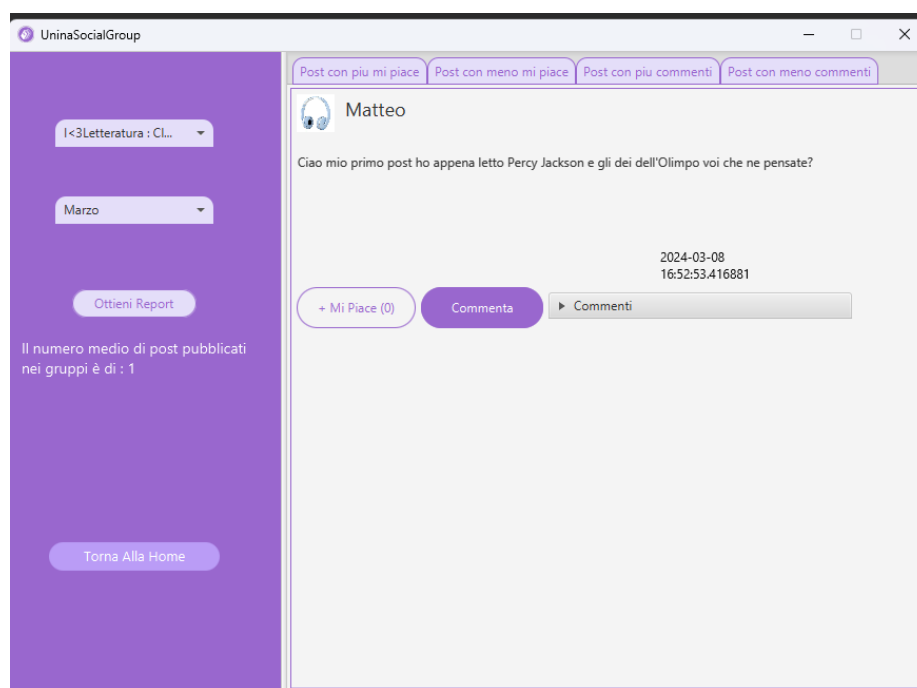 UninaSocialGroup
Post con piu mi piace
Post con meno mi piace
Post con piu commenti
Post con meno commenti
I<3Letteratura : Cl...
Marzo
Ottieni Report
Il numero medio di post pubblicati
nei gruppi è di : 1
Torna Alla Home
Matteo
Ciao mio primo post ho appena letto Percy Jackson e gli dei dell'Olimpo voi che ne pensate?
2024-03-08
16:52:53.416881
+ Mi Piace (0)
Commenta
Commenti